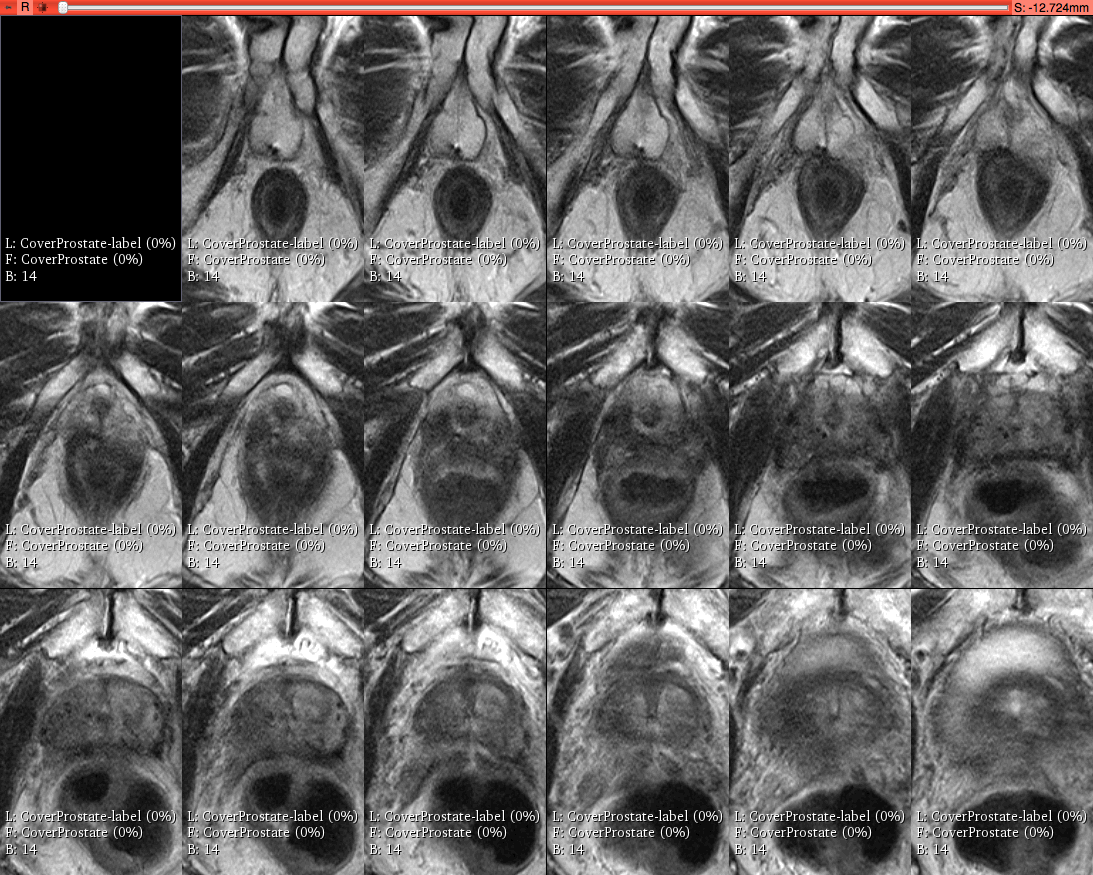 R
S: -12.724mm
L: CoverProstate-label (0%)
F: CoverProstate (0%)
B: 14
L: CoverProstate-label (0%)
F: CoverProstate (0%)
B: 14
L: CoverProstate-label (0%)
F: CoverProstate (0%)
B: 14
L: CoverProstate-label (0%)
F: CoverProstate (0%)
B: 14
L: CoverProstate-label (0%)
F: CoverProstate (0%)
B: 14
L: CoverProstate-label (0%)
F: CoverProstate (0%)
B: 14
L: CoverProstate-label (0%)
F: CoverProstate (0%)
B: 14
L: CoverProstate-label (0%)
F: CoverProstate (0%)
B: 14
L: CoverProstate-label (0%)
F: CoverProstate (0%)
B: 14
L: CoverProstate-label (0%)
F: CoverProstate (0%)
B: 14
L: CoverProstate-label (0%)
F: CoverProstate (0%)
B: 14
L: CoverProstate-label (0%)
F: CoverProstate (0%)
B: 14
L: CoverProstate-label (0%)
F: CoverProstate (0%)
B: 14
L: CoverProstate-label (0%)
F: CoverProstate (0%)
B: 14
L: CoverProstate-label (0%)
F: CoverProstate (0%)
B: 14
L: CoverProstate-label (0%)
F: CoverProstate (0%)
B: 14
L: CoverProstate-label (0%)
F: CoverProstate (0%)
B: 14
L: CoverProstate-label (0%)
F: CoverProstate (0%)
B: 14